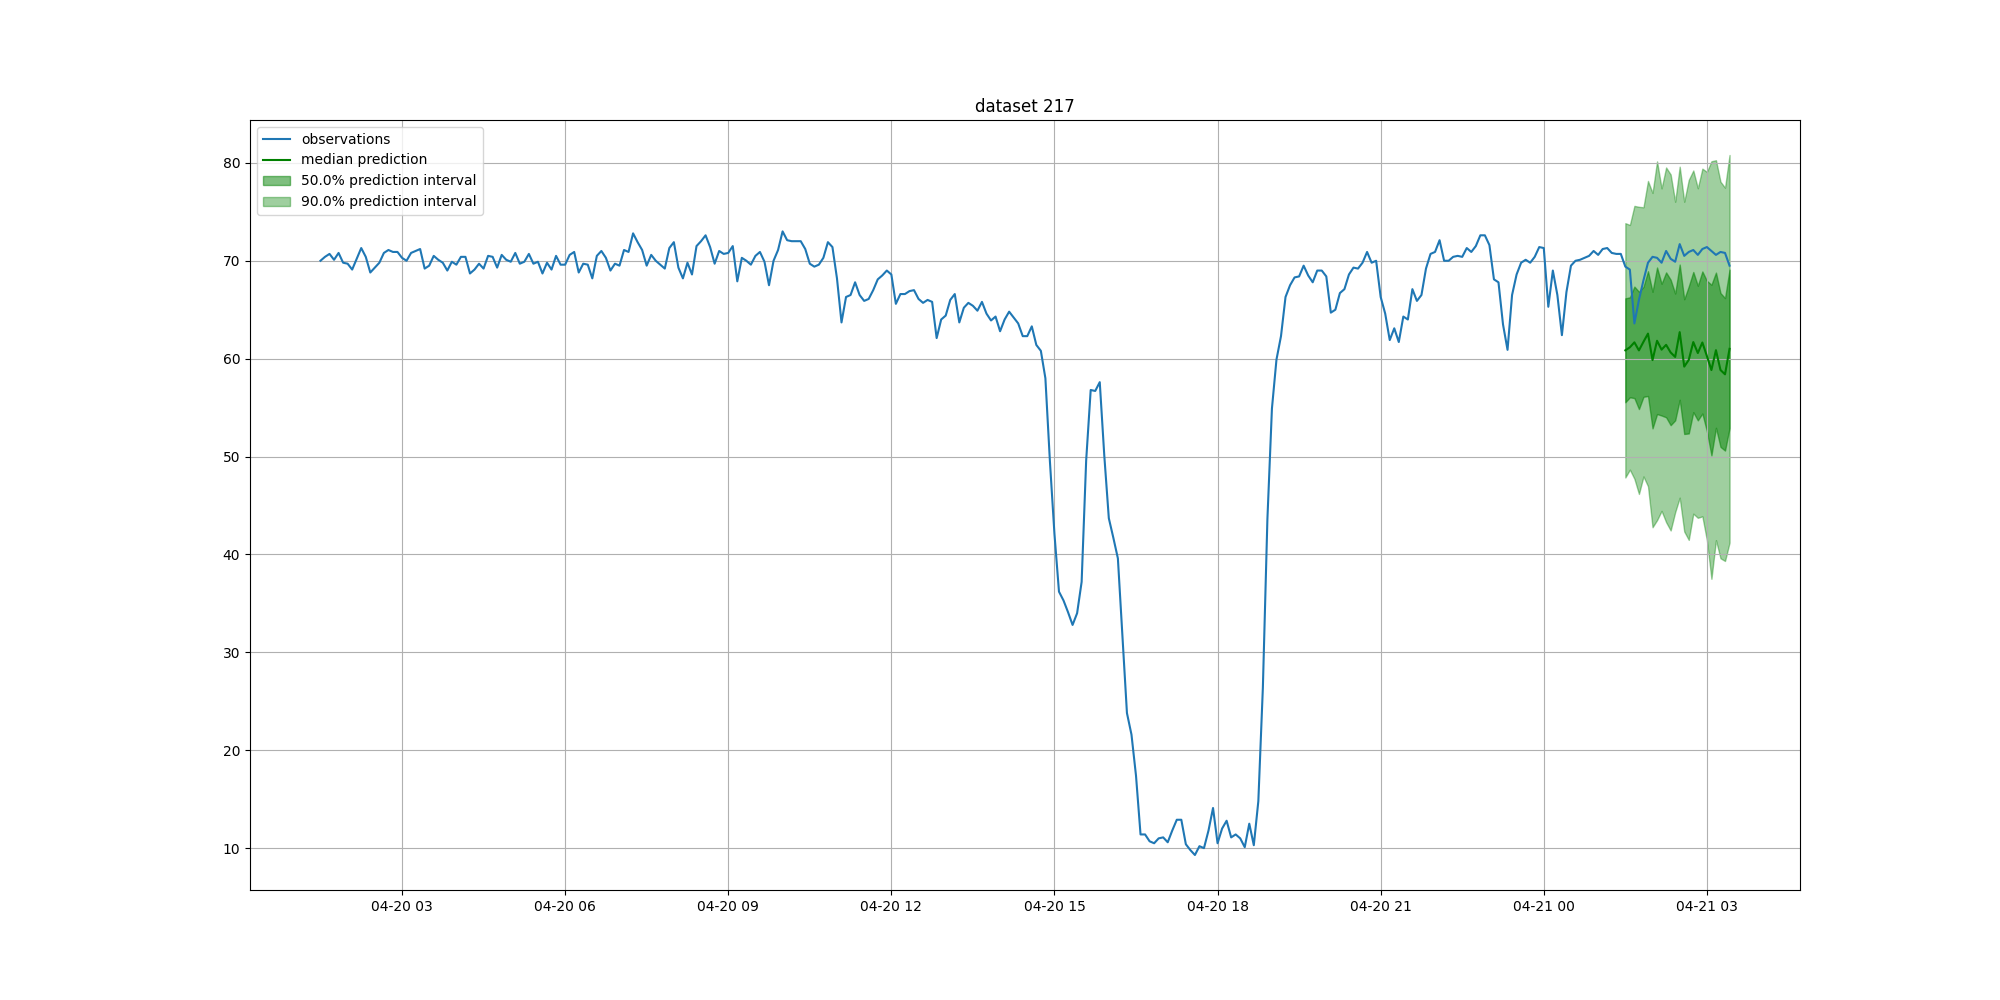 dataset 217
observations
median prediction
50.0% prediction interval
90.0% prediction interval
80
70
60
50
40
30
20
10
04-20 03 04-20 06 04-20 09 04-20 12 04-20 15 04-20 18 04-20 21 04-21 00 04-21 03